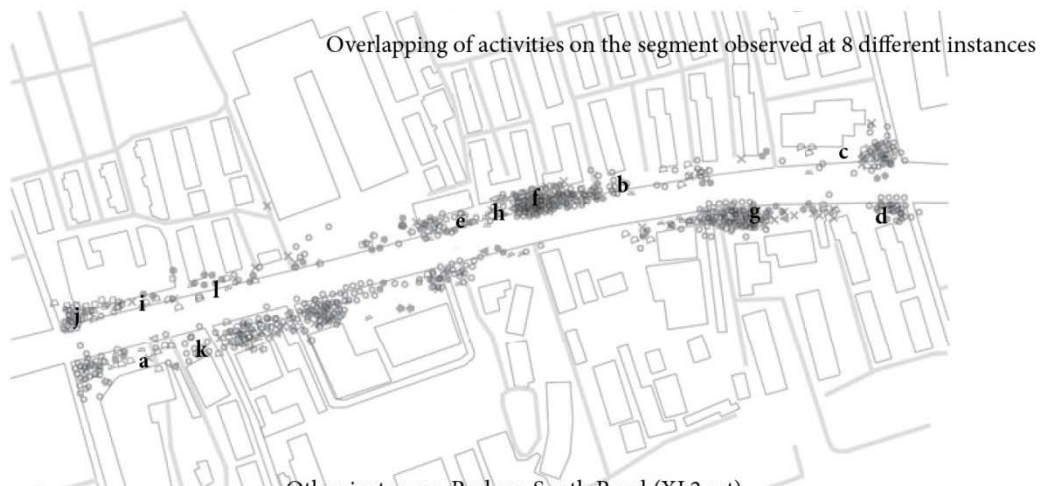 Overlapping of activities on the segment observed at 8 different instances
c
b
f
h
e
g
d
l
i
j
k
a